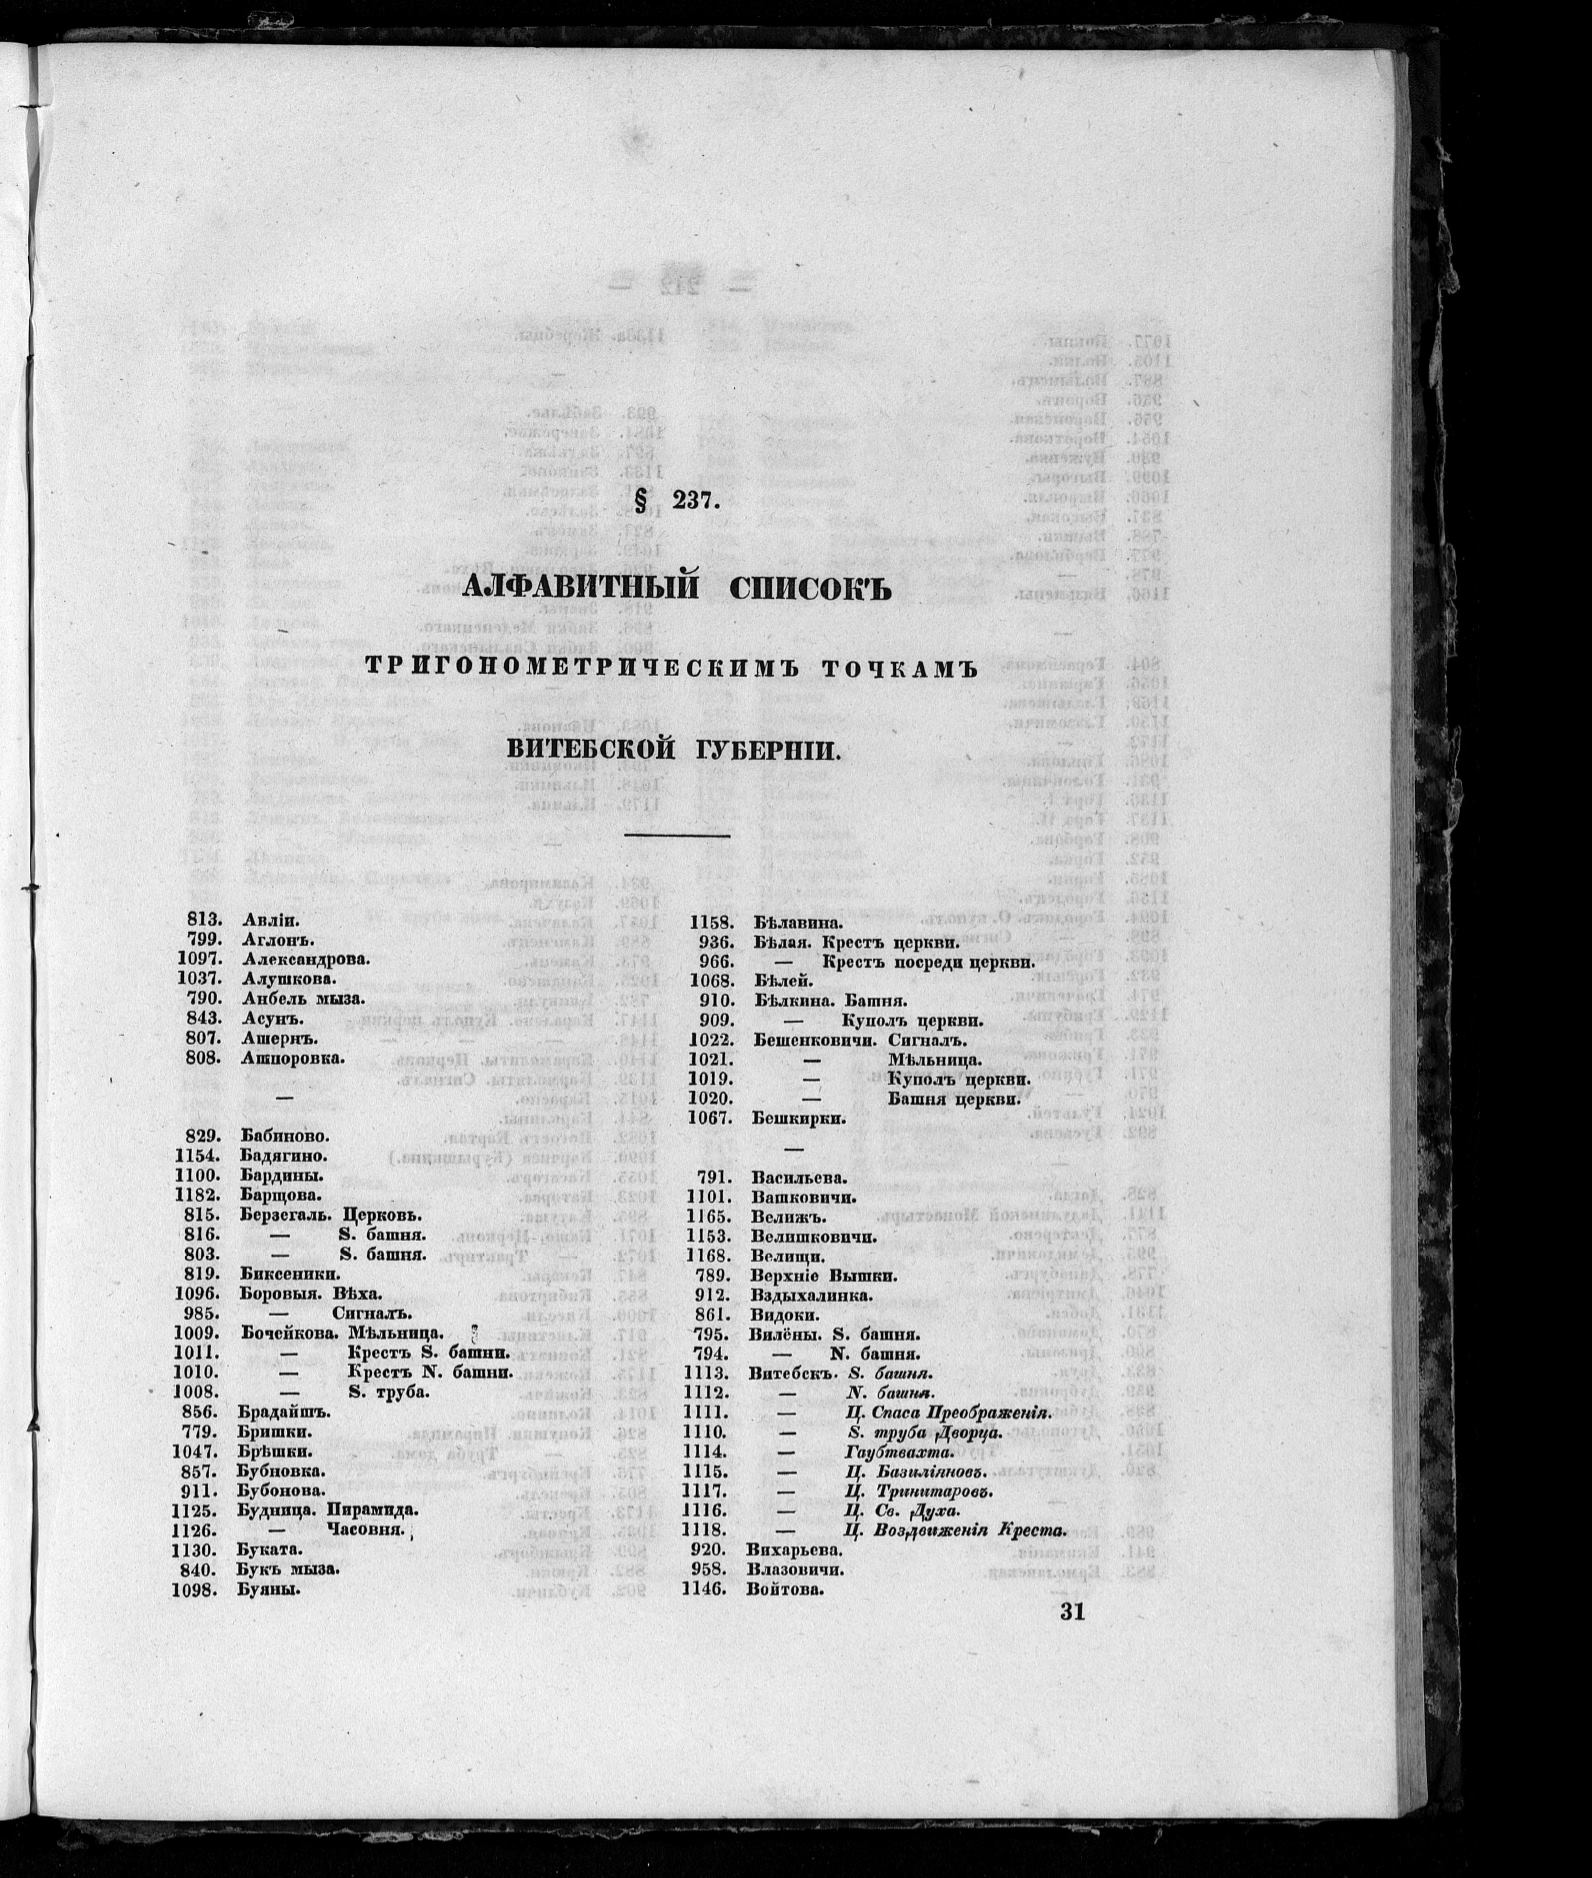 § 237.
АЛФАВИТНЫЙ СПИСОКЪ
ТРИГОНОМЕТРИЧЕСКИМЪ ТОЧКАМЪ
ВИТЕБСКОЙ ГУБЕРНІИ.
813. Авліи.
799. Аглонъ.
1097. Александрова.
1037. Алушкова.
790. Анбель мыза.
843. Асунъ.
807. Ашернъ.
808. Ашпоровка.
—
829. Бабиново.
1154. Бадягино.
1100. Бардины.
1182. Барщова.
815. Берзегаль. Церковь.
816. — S. башня.
803. — S. башня.
819. Биксеники.
1096. Боровыя. Вѣха.
985. — Сигналъ.
1009. Бочейкова. Мѣльница.
1011. — Крестъ S. башни.
1010. — Крестъ N. башни.
1008. — S. труба.
856. Брадайшъ.
779. Бришки.
1047. Брѣшки.
857. Бубновка.
911. Бубонова.
1125. Будница. Пирамида.
1126. — Часовня.
1130. Буката.
840. Букъ мыза.
1098. Буяны.
1158. Бѣлавина.
936. Бѣлая. Крестъ церкви.
966. — Крестъ посреди церкви.
1068. Бѣлей.
910. Бѣлкина. Башня.
909. — Куполъ церкви.
1022. Бешенковичи. Сигналъ.
1021. — Мѣльница.
1019. — Куполъ церкви.
1020. — Башня церкви.
1067. Бешкирки.
—
791. Васильева.
1101. Вашковичи.
1165. Велижъ.
1153. Велишковичи.
1168. Велищи.
789. Верхніе Вышки.
912. Вздыхалинка.
861. Видоки.
795. Вилёны. S. башня.
794. — N. башня.
1113. Витебскъ. S. башня.
1112. — N. башня.
1111. — Ц. Спаса Преображенія.
1110. — S. труба Дворца.
1114. — Гаубтвахта.
1115. — Ц. Базиліяновъ.
1117. — Ц. Тринитаровъ.
1116. — Ц. Св. Духа.
1118. — Ц. Воздвиженія Креста.
920. Вихарьева.
958. Влазовичи.
1146. Войтова.
31